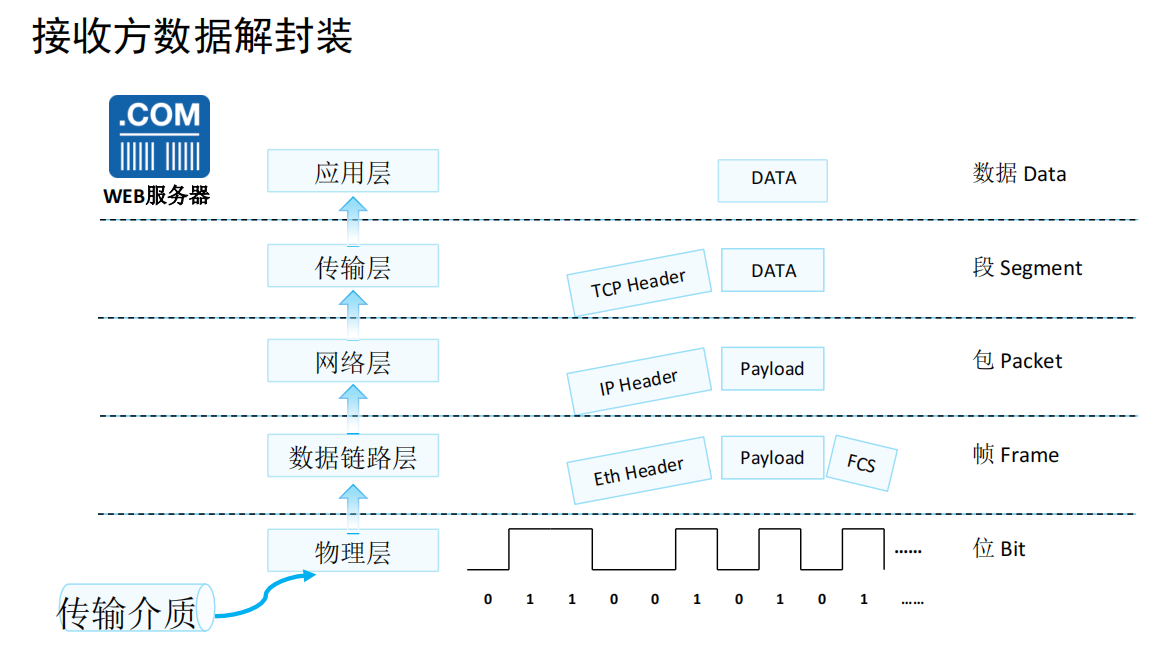 接收方数据解封装
.COM
WEB服务器
应用层
DATA
数据 Data
传输层
TCP Header
DATA
段 Segment
网络层
IP Header
Payload
包 Packet
数据链路层
Eth Header
Payload
FCS
帧 Frame
物理层
......
位 Bit
传输介质
0 1 1 0 0 1 0 1 0 1 ......